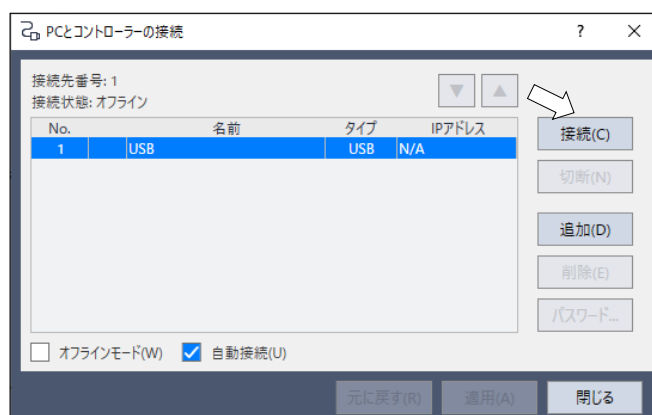 PCとコントローラーの接続
?
接続先番号: 1
接続状態: オフライン
No. 名前 タイプ IPアドレス
1 USB USB N/A
接続(C)
切断(N)
追加(D)
削除(E)
パスワード...
オフラインモード(W) 自動接続(U)
元に戻す(R) 適用(A) 閉じる